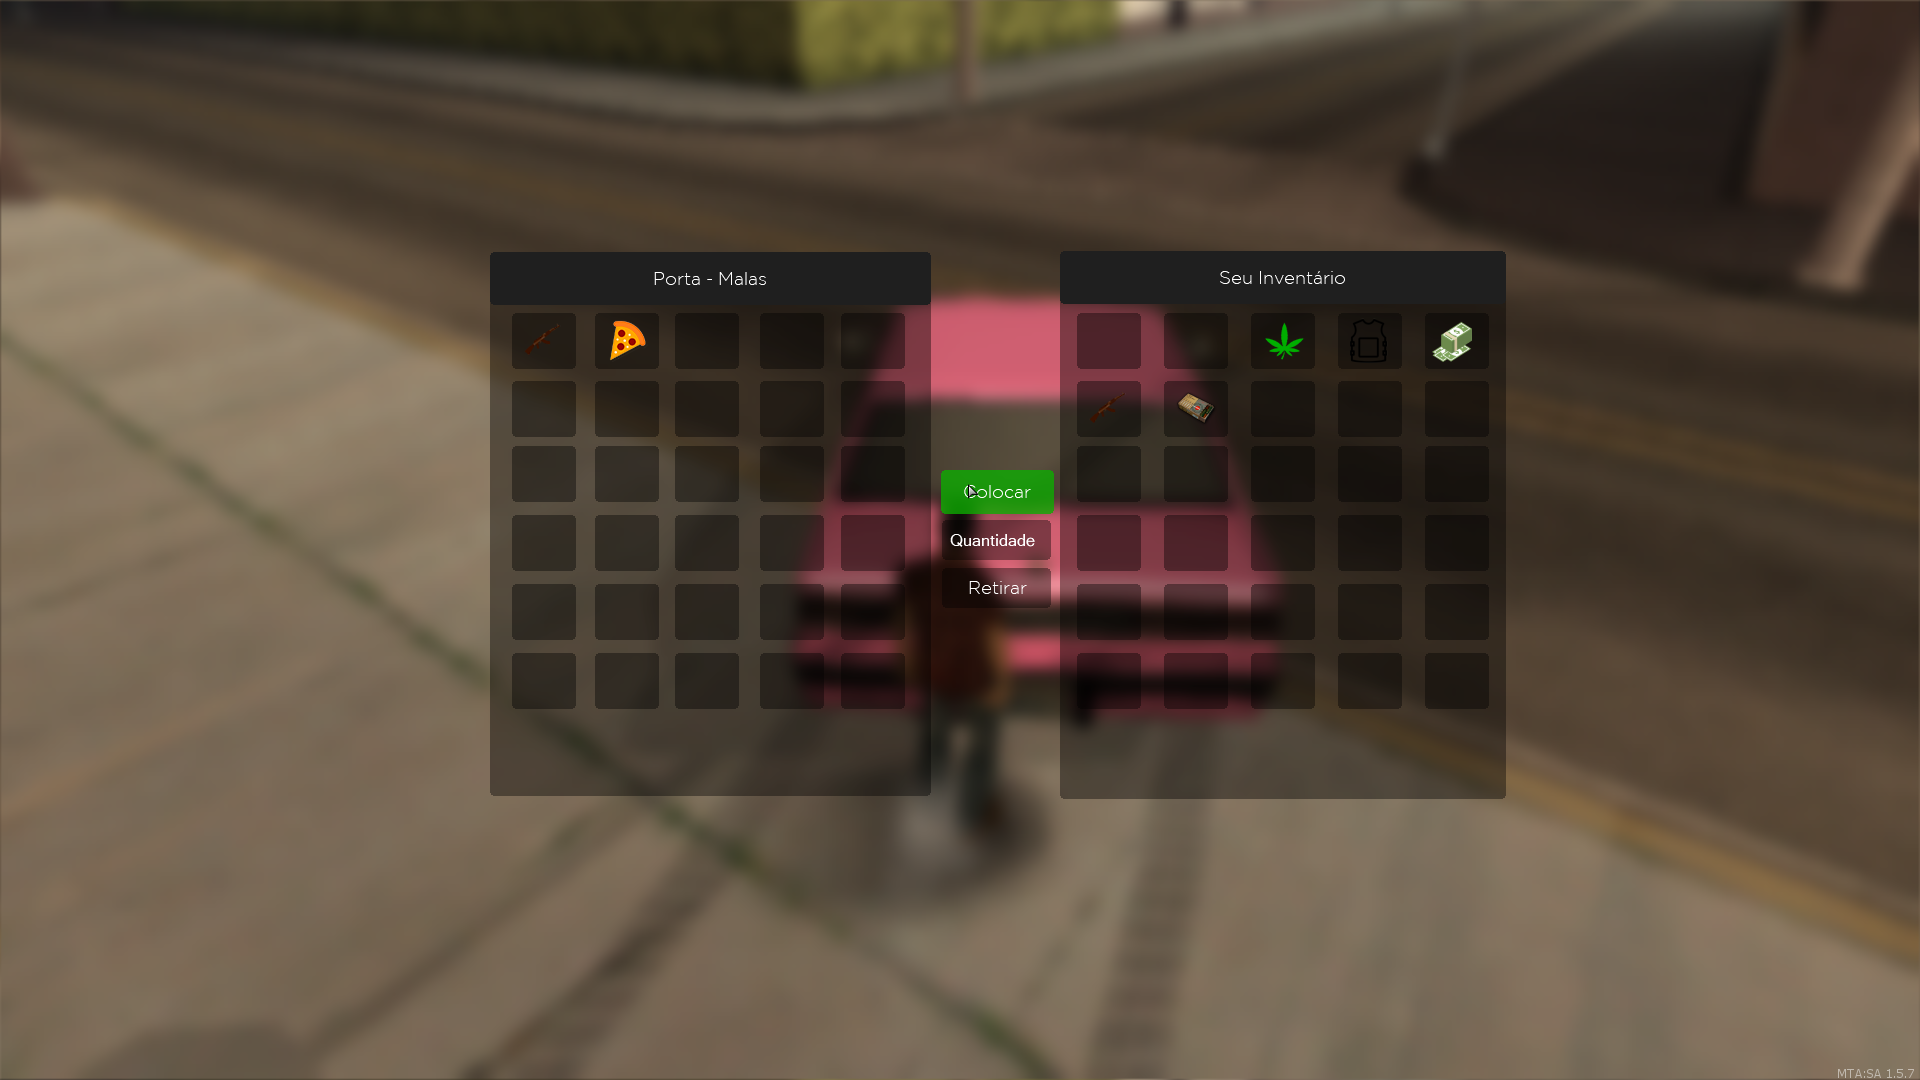 Porta - Malas
Seu Inventário
Colocar
Quantidade
Retirar
MTA:SA 1.5.7